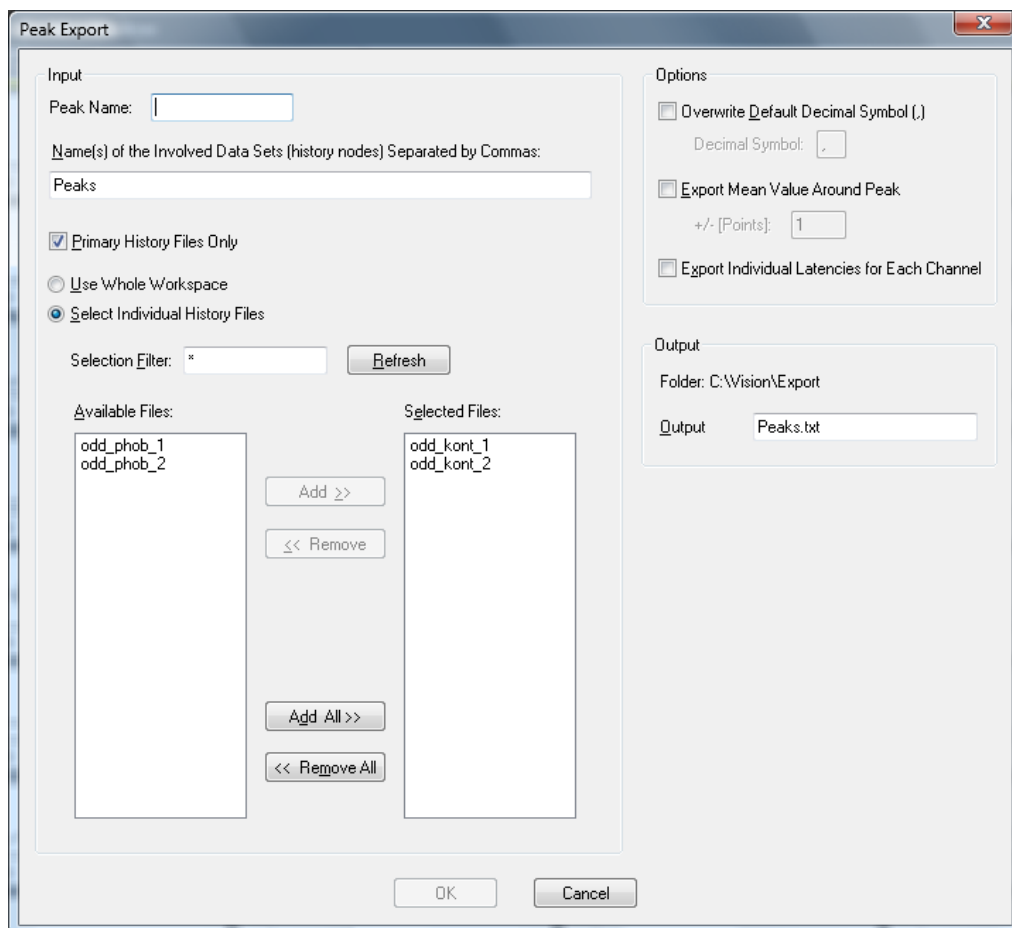 Peak Export
Input
Peak Name:
Name(s) of the Involved Data Sets (history nodes) Separated by Commas:
Peaks
Primary History Files Only
Use Whole Workspace
Select Individual History Files
Selection Filter: *
Refresh
Available Files:
odd_phob_1
odd_phob_2
Add >>
<< Remove
Add All >>
<< Remove All
Selected Files:
odd_kont_1
odd_kont_2
Options
Overwrite Default Decimal Symbol (,)
Decimal Symbol: ,
Export Mean Value Around Peak
+/- [Points]: 1
Export Individual Latencies for Each Channel
Output
Folder: C:\Vision\Export
Output Peaks.txt
OK
Cancel